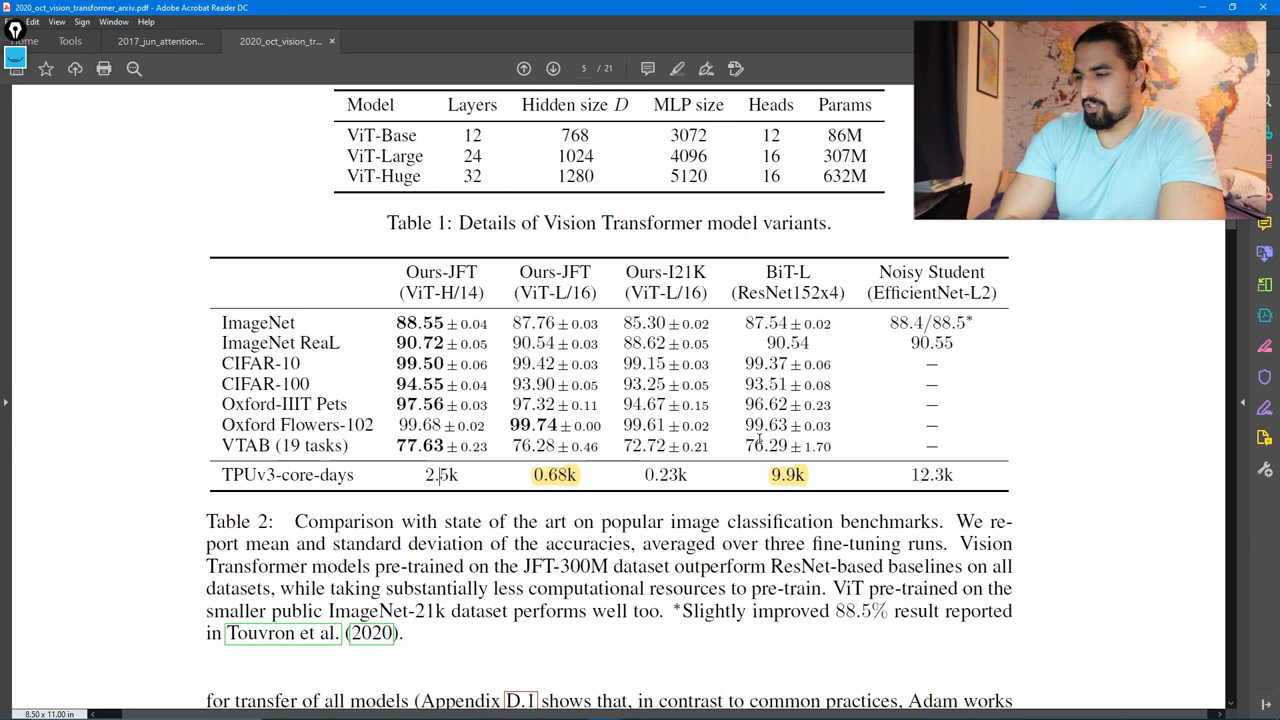 2020_oct_vision_transformer_arxiv.pdf - Adobe Acrobat Reader DC
Edit View Sign Window Help
Home Tools 2017_jun_attention... 2020_oct_vision_tr... ×
5 / 21
Model Layers Hidden size D MLP size Heads Params
ViT-Base 12 768 3072 12 86M
ViT-Large 24 1024 4096 16 307M
ViT-Huge 32 1280 5120 16 632M
Table 1: Details of Vision Transformer model variants.
Ours-JFT Ours-JFT Ours-I21K BiT-L Noisy Student
(ViT-H/14) (ViT-L/16) (ViT-L/16) (ResNet152x4) (EfficientNet-L2)
ImageNet 88.55 ± 0.04 87.76 ± 0.03 85.30 ± 0.02 87.54 ± 0.02 88.4/88.5*
ImageNet ReaL 90.72 ± 0.05 90.54 ± 0.03 88.62 ± 0.05 90.54 90.55
CIFAR-10 99.50 ± 0.06 99.42 ± 0.03 99.15 ± 0.03 99.37 ± 0.06 –
CIFAR-100 94.55 ± 0.04 93.90 ± 0.05 93.25 ± 0.05 93.51 ± 0.08 –
Oxford-IIIT Pets 97.56 ± 0.03 97.32 ± 0.11 94.67 ± 0.15 96.62 ± 0.23 –
Oxford Flowers-102 99.68 ± 0.02 99.74 ± 0.00 99.61 ± 0.02 99.63 ± 0.03 –
VTAB (19 tasks) 77.63 ± 0.23 76.28 ± 0.46 72.72 ± 0.21 76.29 ± 1.70 –
TPUv3-core-days 2.5k 0.68k 0.23k 9.9k 12.3k
Table 2: Comparison with state of the art on popular image classification benchmarks. We re-
port mean and standard deviation of the accuracies, averaged over three fine-tuning runs. Vision
Transformer models pre-trained on the JFT-300M dataset outperform ResNet-based baselines on all
datasets, while taking substantially less computational resources to pre-train. ViT pre-trained on the
smaller public ImageNet-21k dataset performs well too. *Slightly improved 88.5% result reported
in Touvron et al. (2020).
for transfer of all models (Appendix D.1 shows that, in contrast to common practices, Adam works
8.50 x 11.00 in